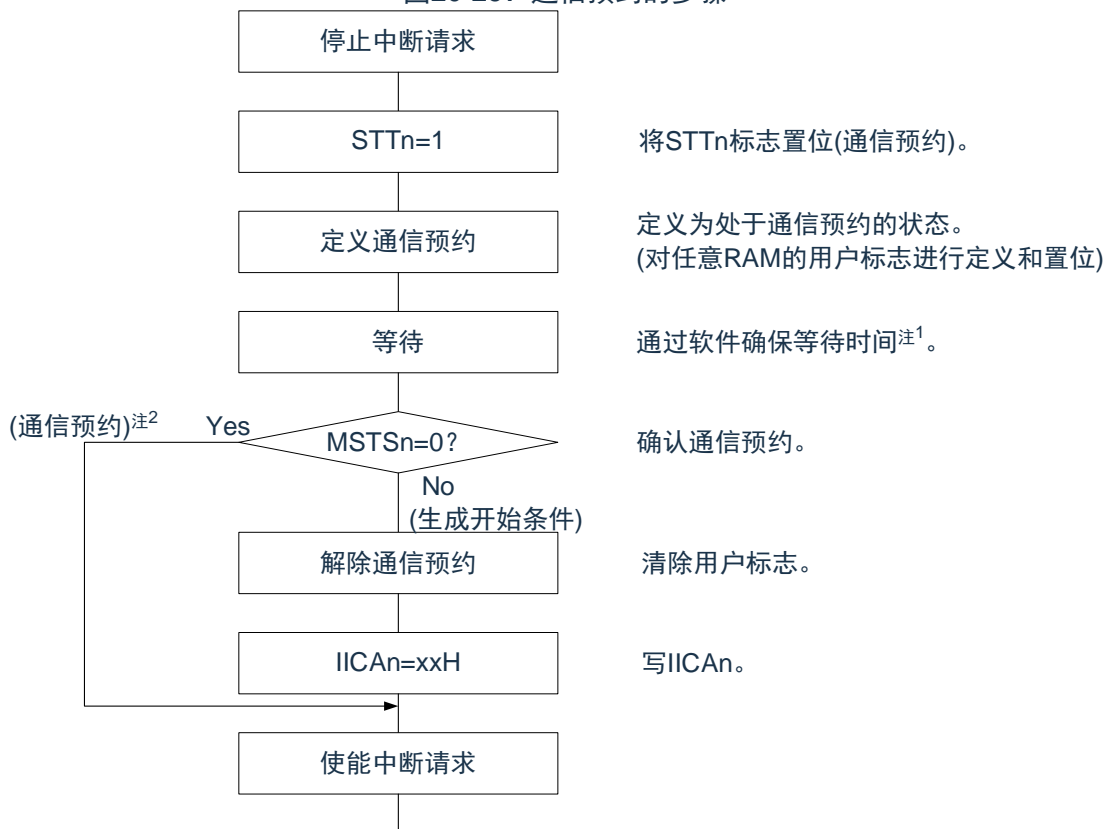 停止中断请求
STTn=1
将STTn标志置位(通信预约)。
定义通信预约
定义为处于通信预约的状态。
(对任意RAM的用户标志进行定义和置位)
等待
通过软件确保等待时间注1。
(通信预约)注2
Yes
MSTSn=0?
确认通信预约。
No
(生成开始条件)
解除通信预约
清除用户标志。
IICAn=xxH
写IICAn。
使能中断请求